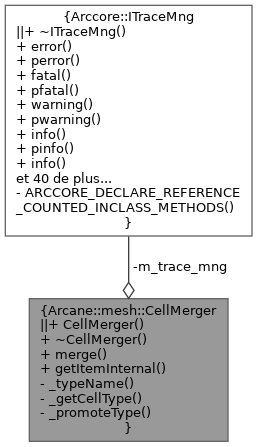 {Arccore::ITraceMng
||+ ~ITraceMng()
+ error()
+ perror()
+ fatal()
+ pfatal()
+ warning()
+ pwarning()
+ info()
+ pinfo()
+ info()
et 40 de plus...
- ARCCORE_DECLARE_REFERENCE
_COUNTED_INCLASS_METHODS()
}
-m_trace_mng
{Arcane::mesh::CellMerger
||+ CellMerger()
+ ~CellMerger()
+ merge()
+ getItemInternal()
- _typeName()
- _getCellType()
- _promoteType()
}